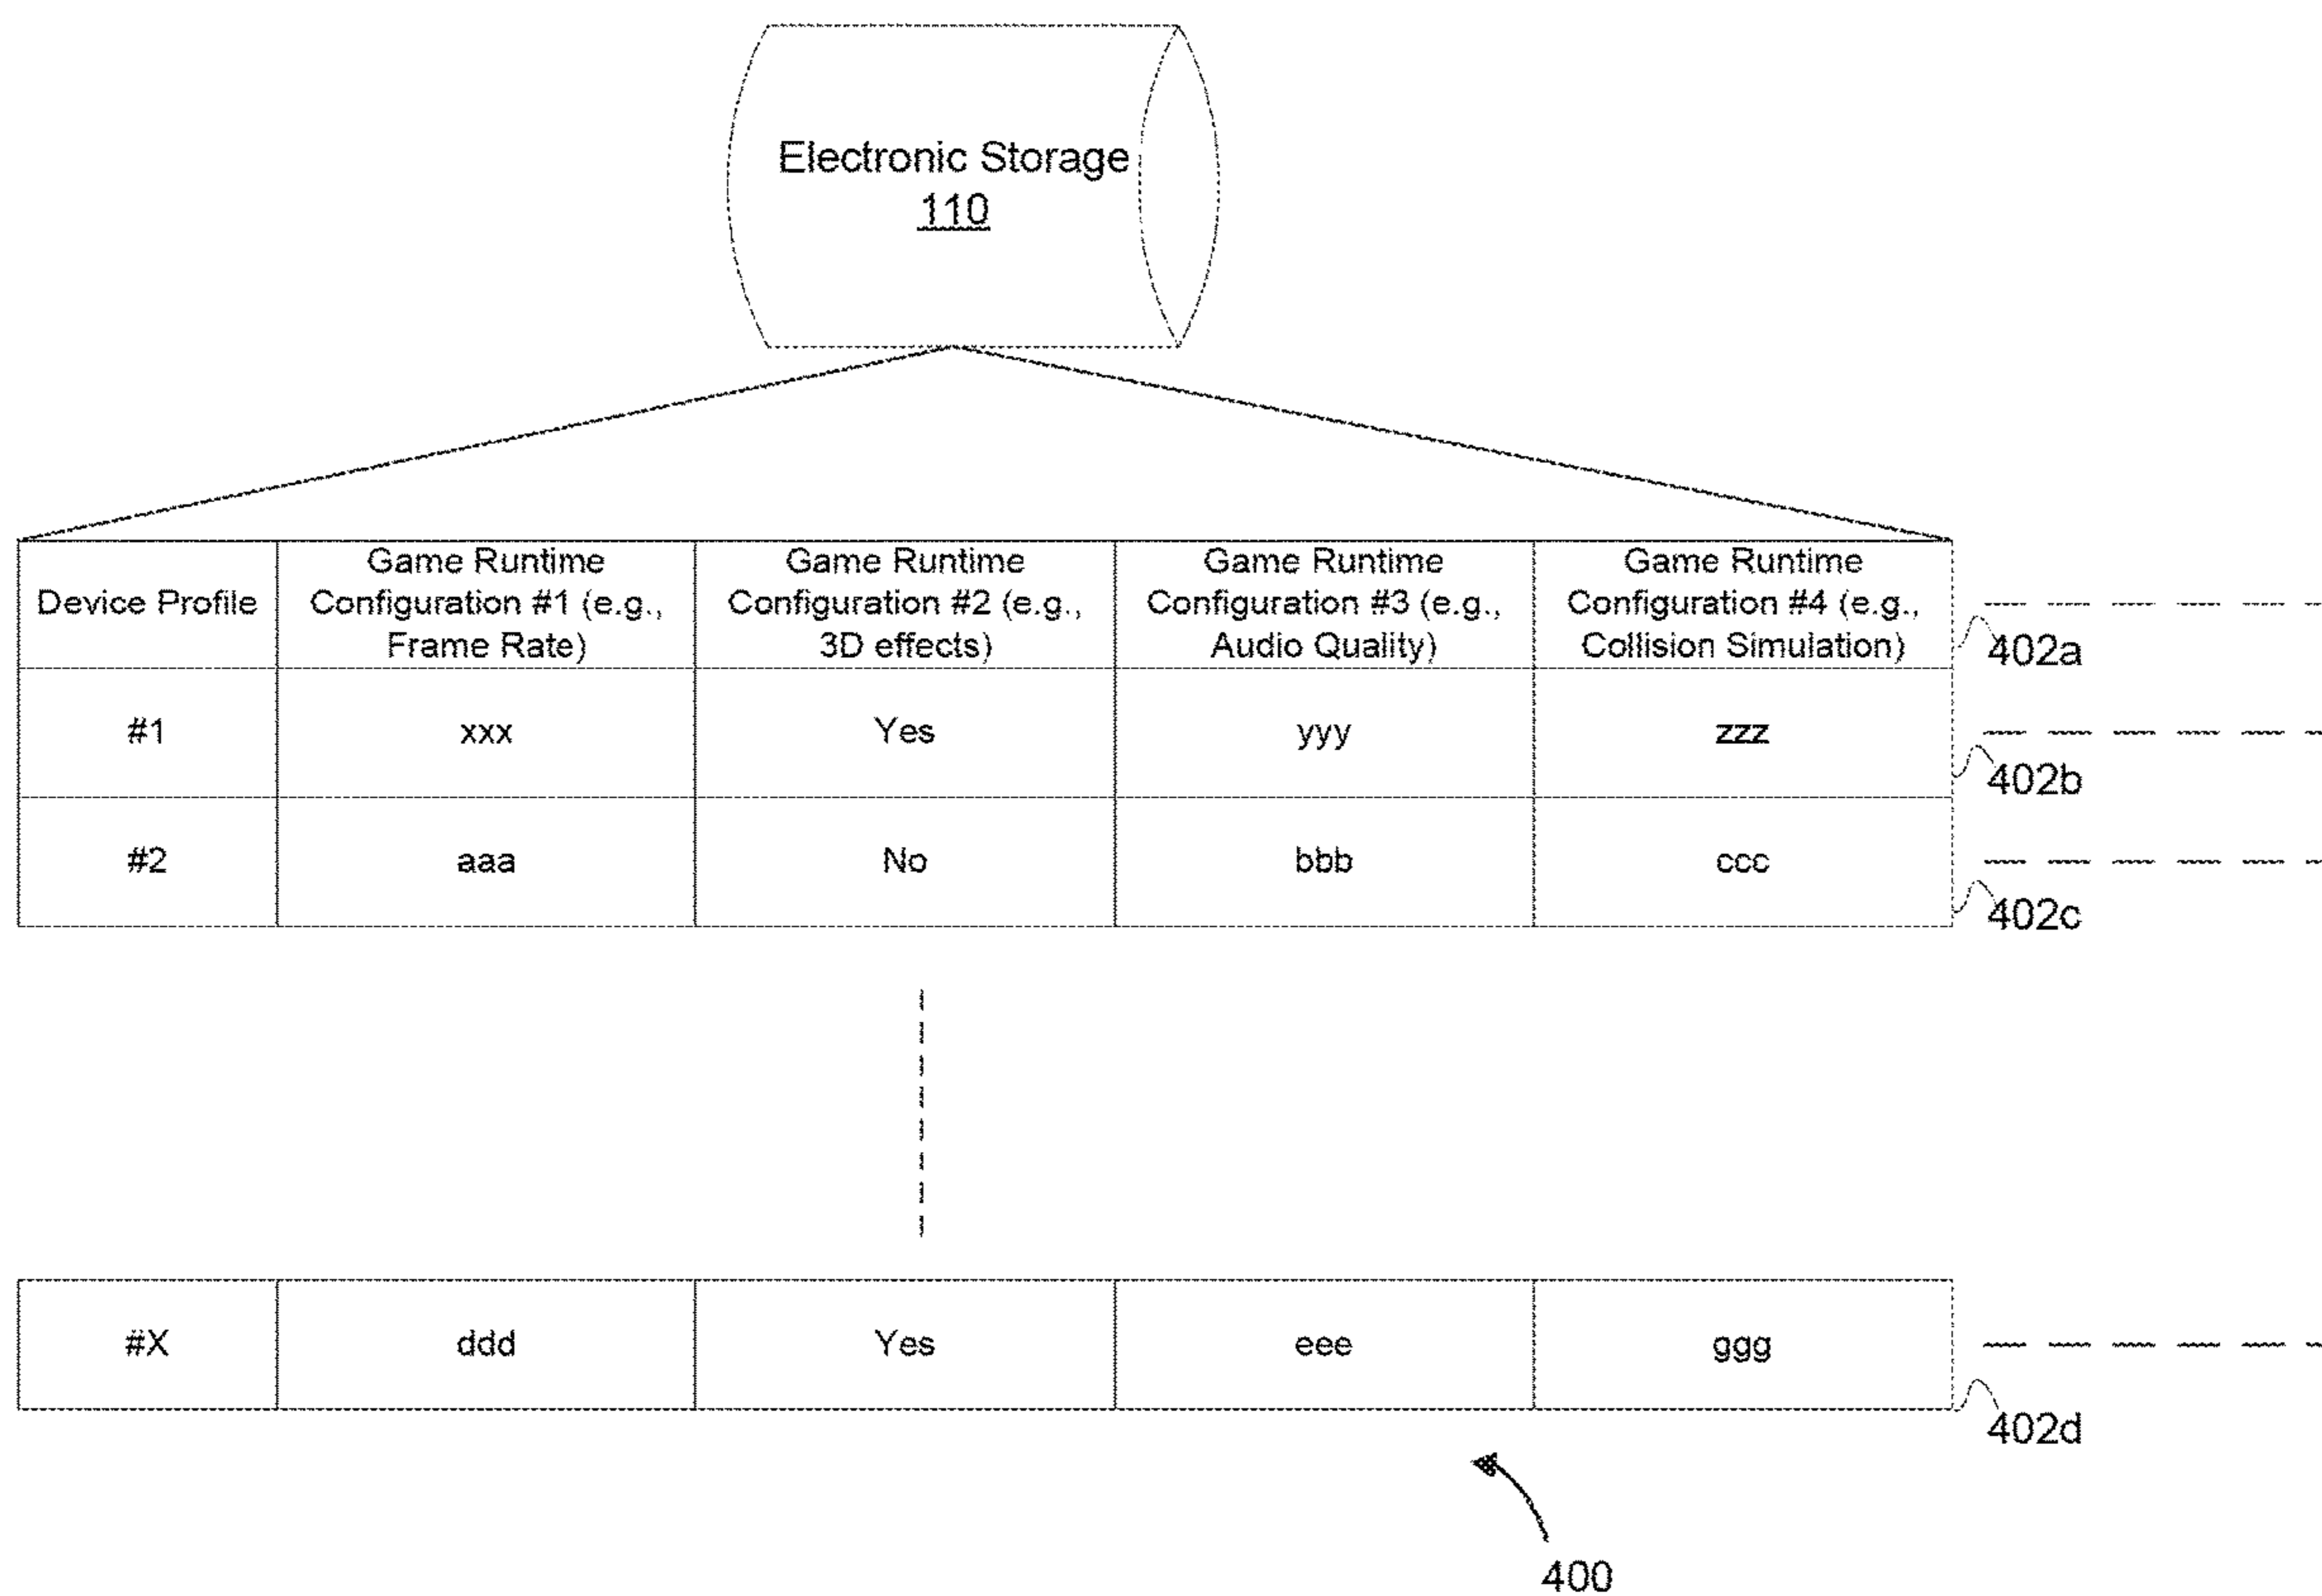 Electronic Storage
110
Device Profile
Game Runtime
Configuration #1 (e.g.,
Frame Rate)
Game Runtime
Configuration #2 (e.g.,
3D effects)
Game Runtime
Configuration #3 (e.g.,
Audio Quality)
Game Runtime
Configuration #4 (e.g.,
Collision Simulation)
402a
#1
xxx
Yes
yyy
zzz
402b
#2
aaa
No
bbb
ccc
402c
#X
ddd
Yes
eee
ggg
402d
400